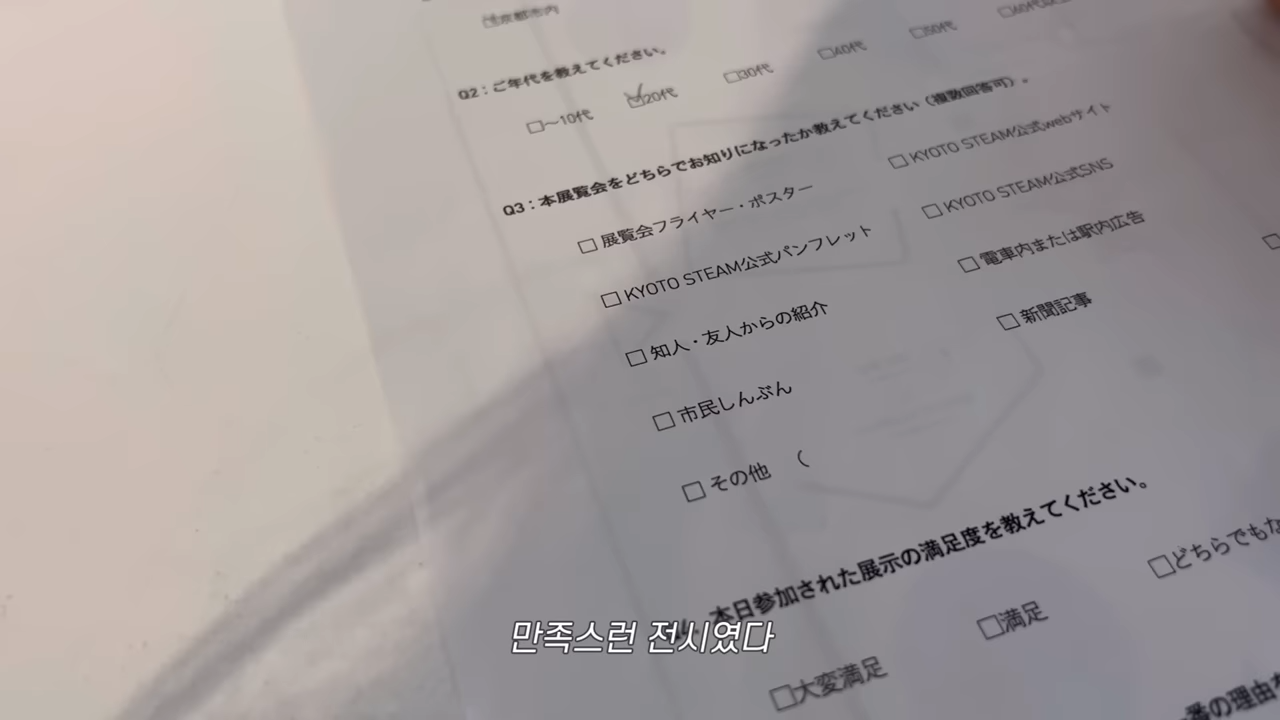 京都市内
Q2：ご年代を教えてください。
□～10代 ☑20代 □30代 □40代 □50代
Q3：本展覧会をどちらでお知りになったか教えてください（複数回答可）。
□展覧会フライヤー・ポスター □KYOTO STEAM公式webサイト
□KYOTO STEAM公式パンフレット □KYOTO STEAM公式SNS
□知人・友人からの紹介 □電車内または駅内広告
□市民しんぶん □新聞記事
□その他 （
本日参加された展示の満足度を教えてください。
□大変満足 □満足 □どちらでもな
番の理由を
만족스런 전시였다